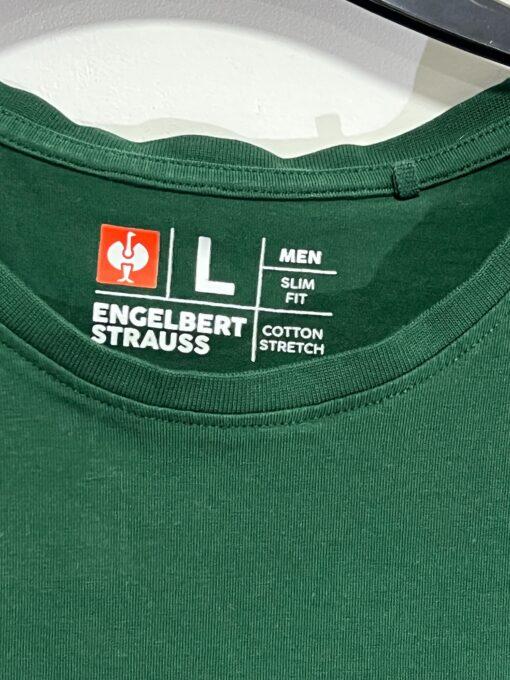 L
MEN
SLIM
FIT
ENGELBERT
STRAUSS
COTTON
STRETCH